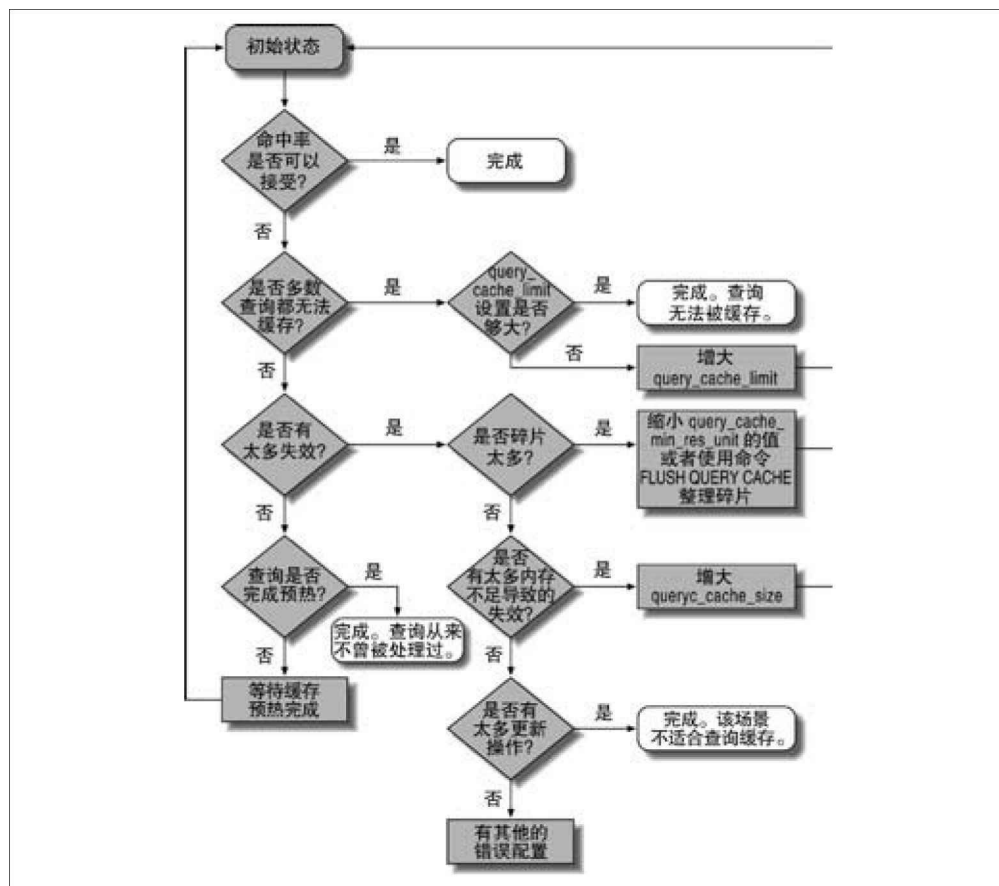 初始状态
命中率
是否可以
接受？
是
完成
否
是否多数
查询都无法
缓存？
是
query_
cache_limit
设置是否
够大？
是
完成。查询
无法被缓存。
否
增大
query_cache_limit
否
是否有
太多失效？
是
是否碎片
太多？
是
缩小 query_cache_
min_res_unit 的值
或者使用命令
FLUSH QUERY CACHE
整理碎片
否
否
查询是否
完成预热？
是
完成。查询从来
不曾被处理过。
是否
有太多内存
不足导致的
失效？
是
增大
queryc_cache_size
否
等待缓存
预热完成
否
是否有
太多更新
操作？
是
完成。该场景
不适合查询缓存。
否
有其他的
错误配置